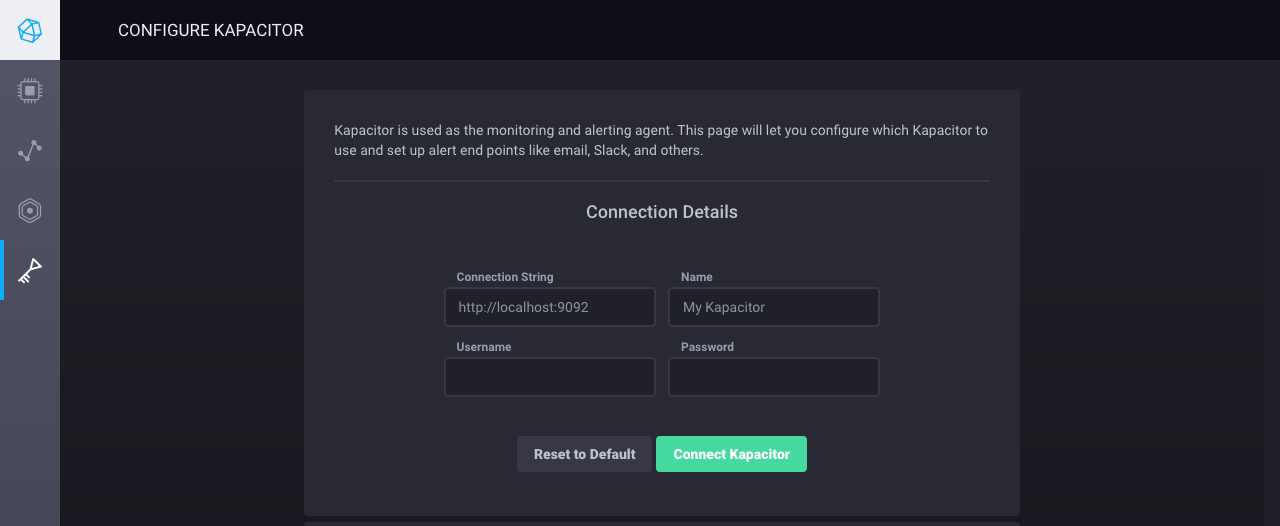 CONFIGURE KAPACITOR
Kapacitor is used as the monitoring and alerting agent. This page will let you configure which Kapacitor to
use and set up alert end points like email, Slack, and others.
Connection Details
Connection String
Name
http://localhost:9092
My Kapacitor
Username
Password
Reset to Default
Connect Kapacitor